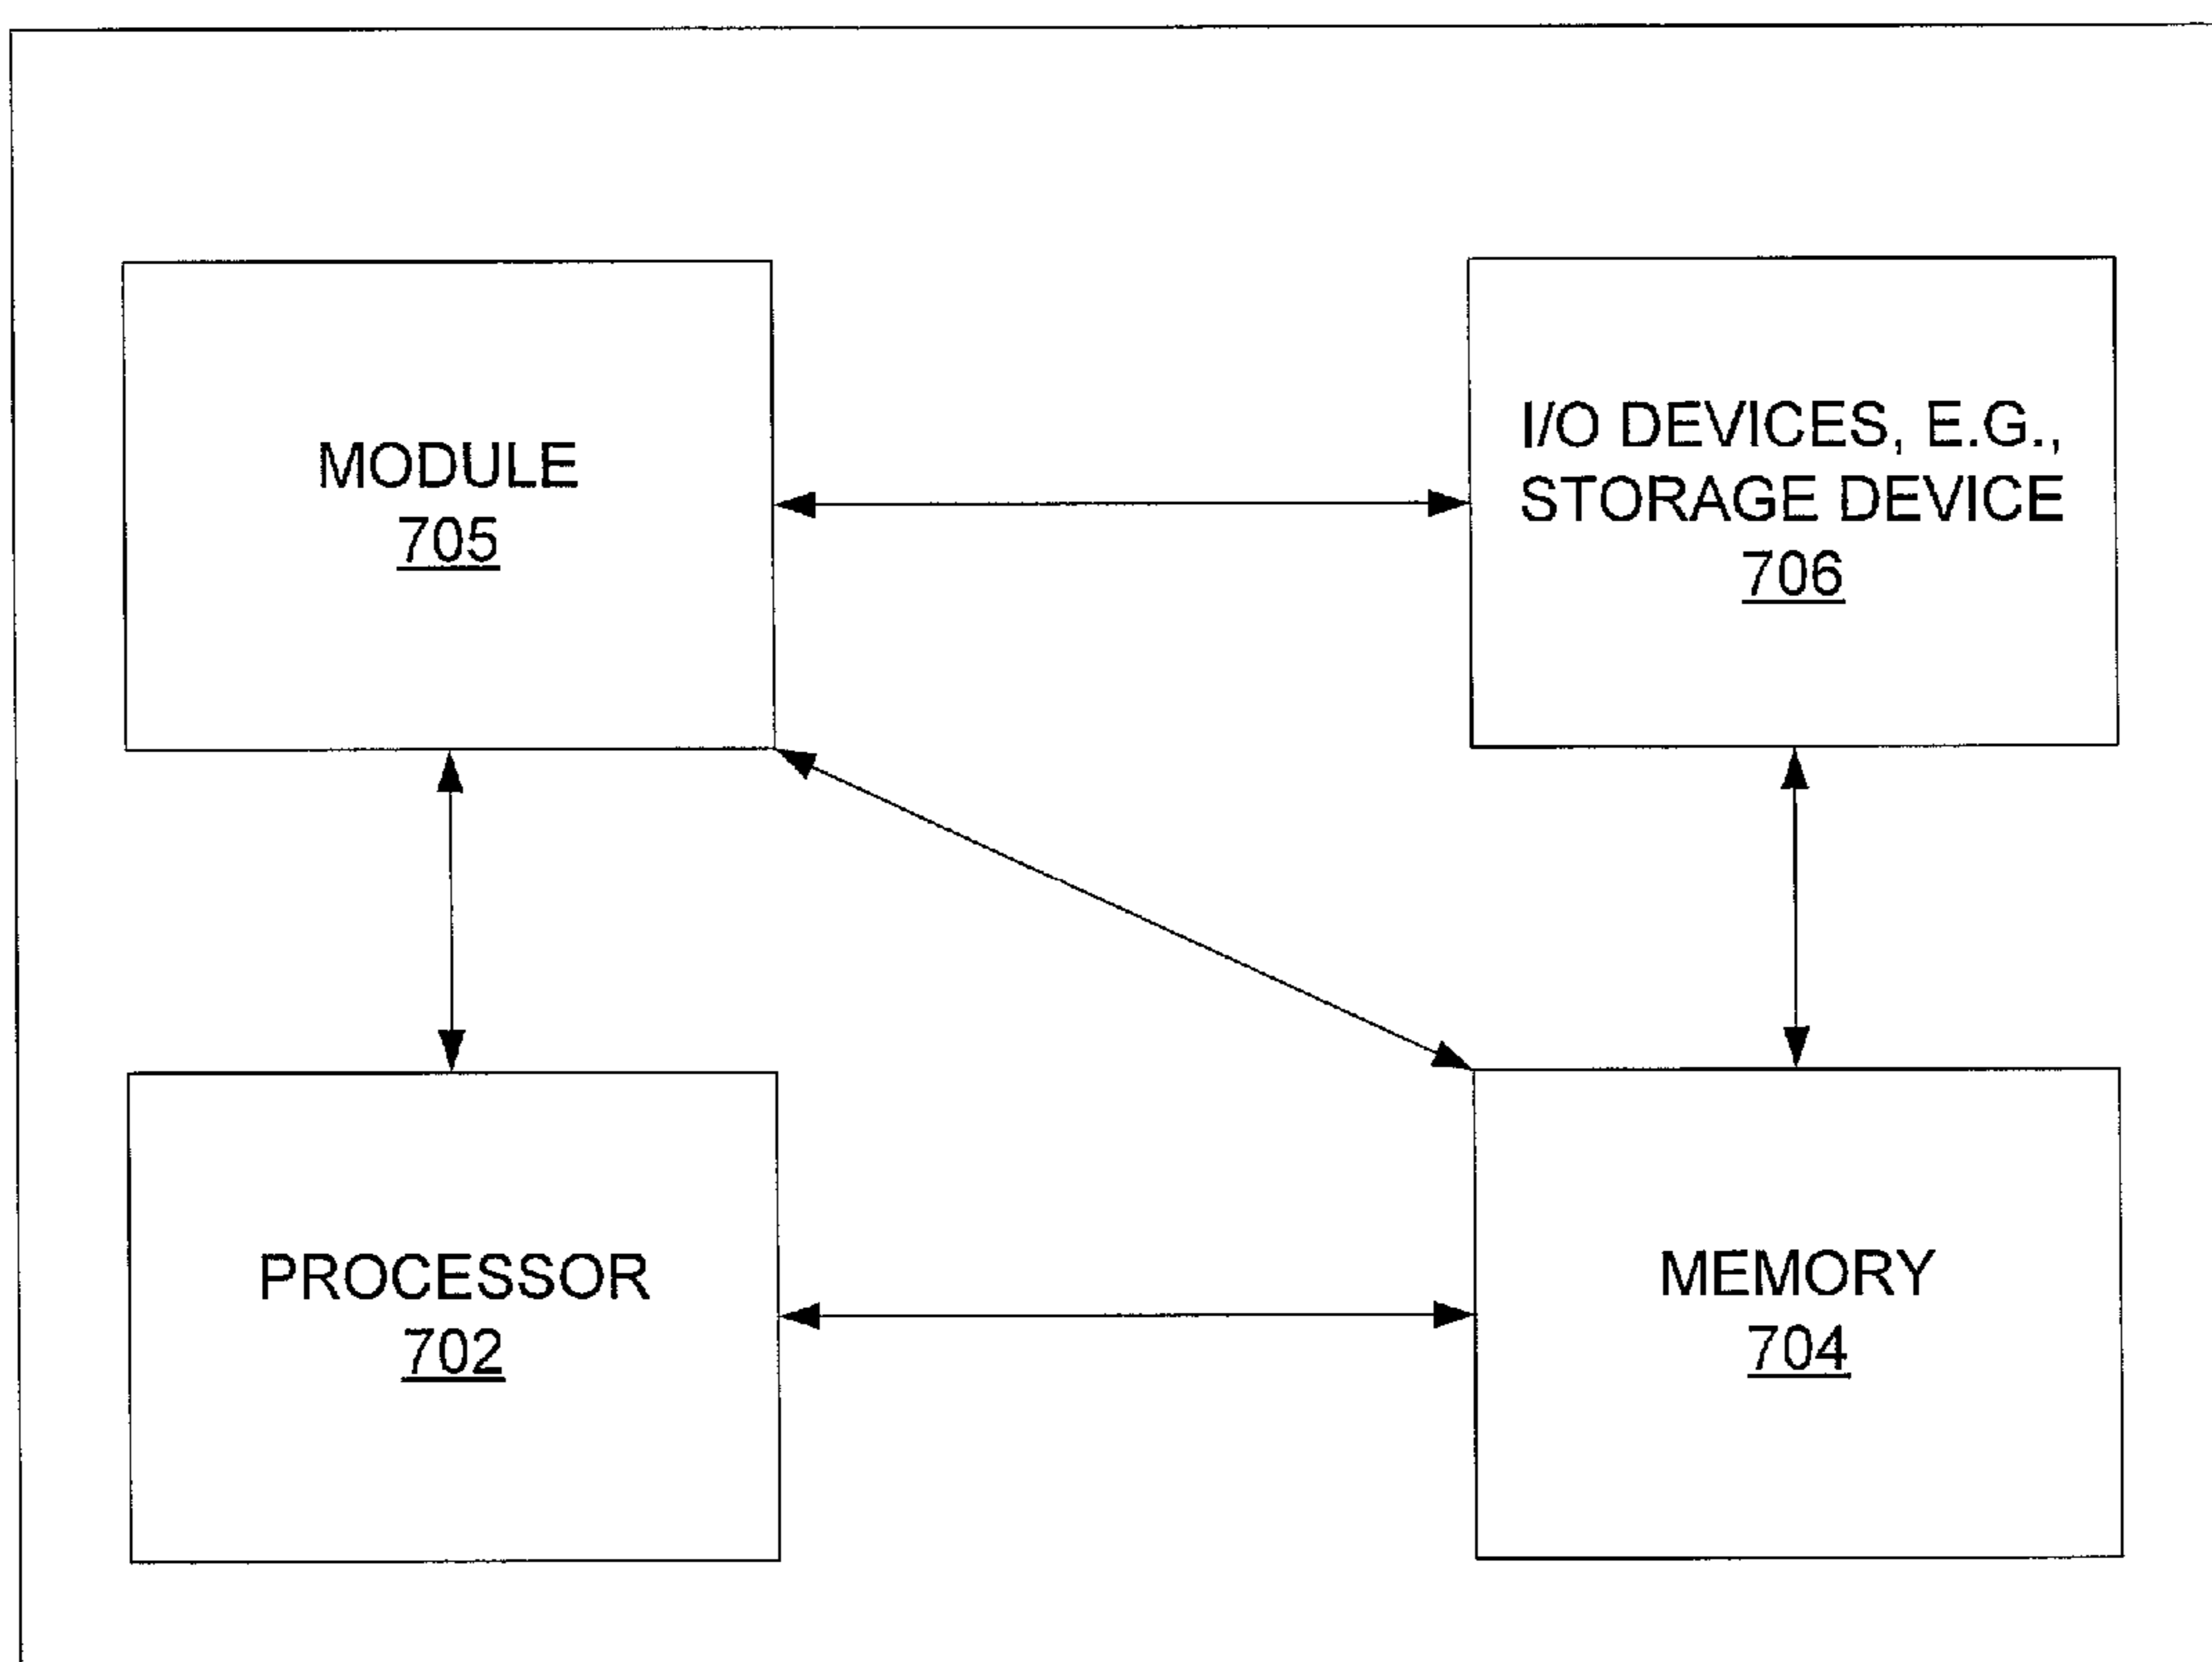 MODULE
705
I/O DEVICES, E.G.,
STORAGE DEVICE
706
PROCESSOR
702
MEMORY
704